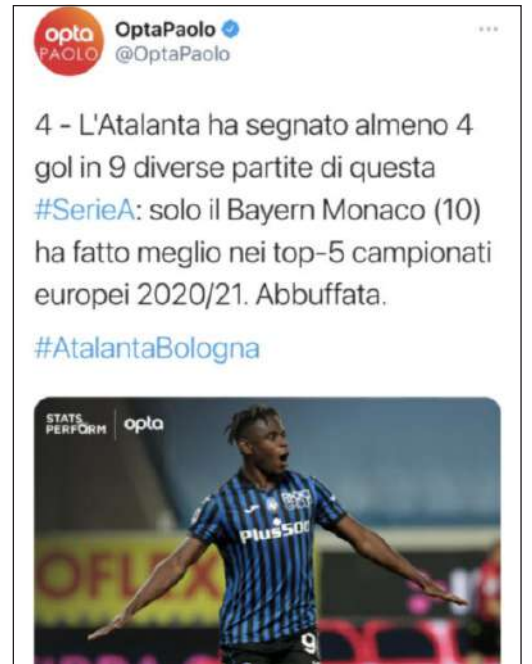 opta
PAOLO
OptaPaolo
@OptaPaolo
4 - L'Atalanta ha segnato almeno 4
gol in 9 diverse partite di questa
#SerieA: solo il Bayern Monaco (10)
ha fatto meglio nei top-5 campionati
europei 2020/21. Abbuffata.
#AtalantaBologna
STATS
PERFORM
opta
Plus500
OFLEX
9